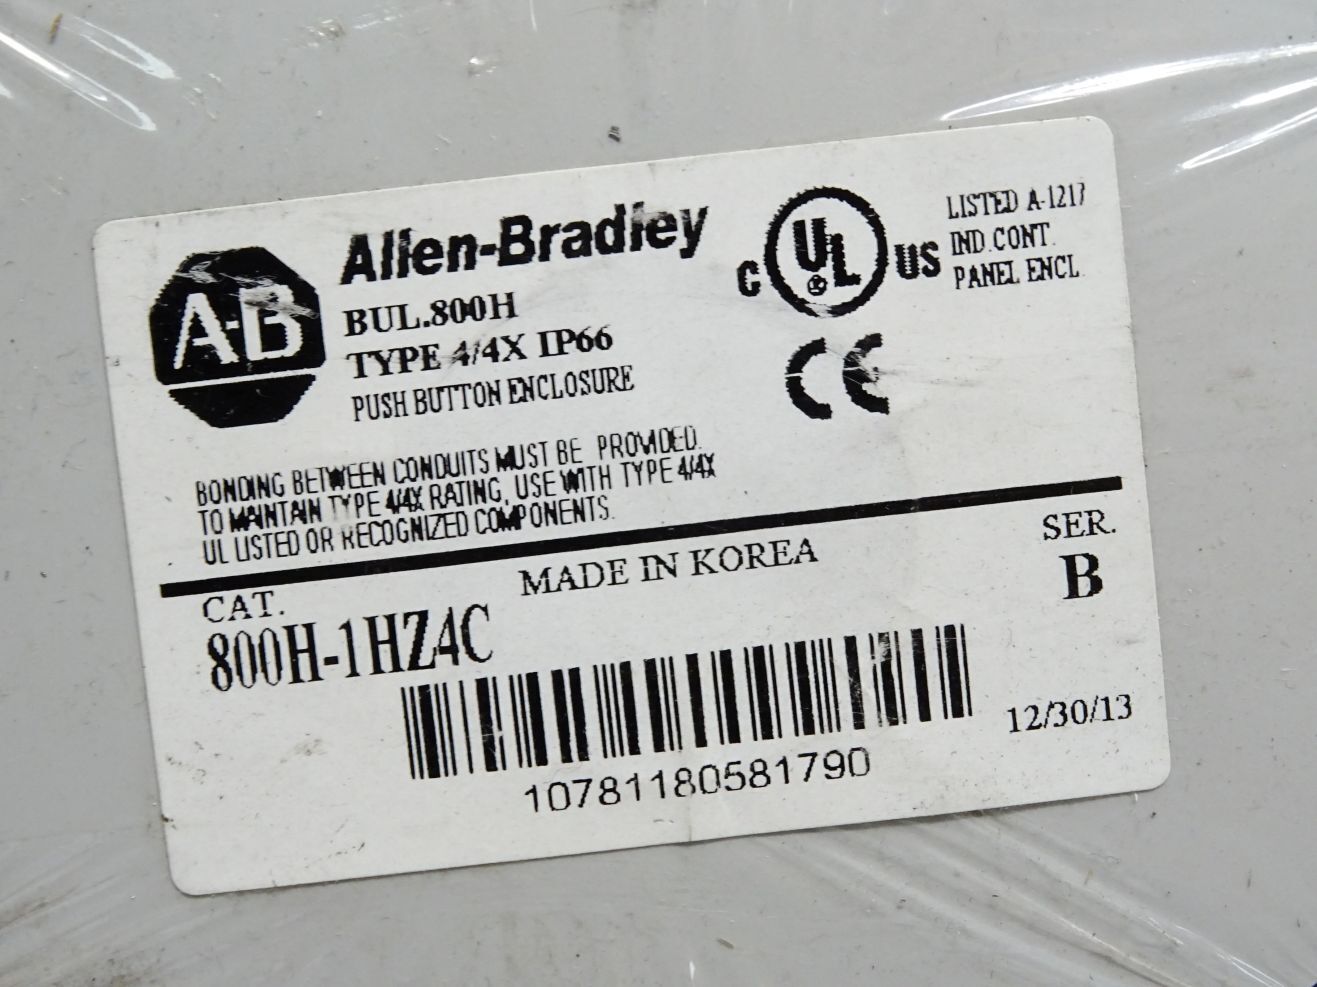 A-B
Allen-Bradley
BUL.800H
TYPE 4/4X IP66
PUSH BUTTON ENCLOSURE
C UL US
LISTED A-1217
IND.CONT.
PANEL ENCL.
CE
BONDING BETWEEN CONDUITS MUST BE PROVIDED.
TO MAINTAIN TYPE 4/4X RATING, USE WITH TYPE 4/4X
UL LISTED OR RECOGNIZED COMPONENTS.
CAT.
MADE IN KOREA
SER.
800H-1HZ4C
B
12/30/13
10781180581790